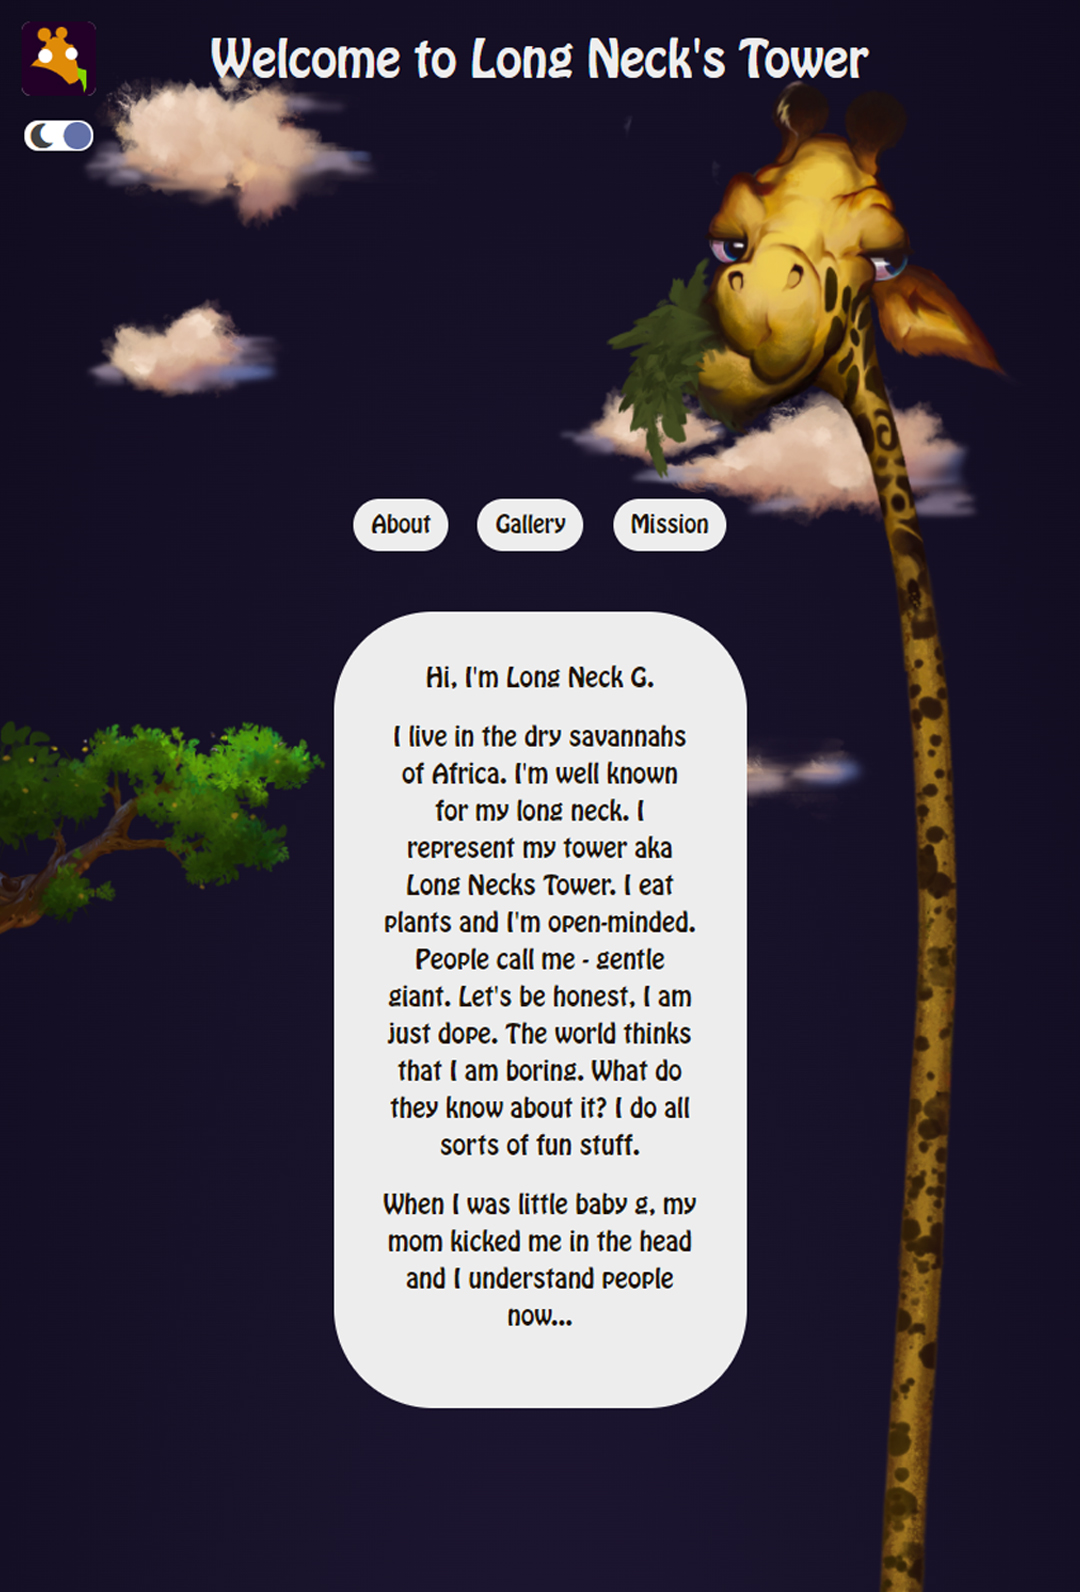 Welcome to Long Neck's Tower
About Gallery Mission
Hi, I'm Long Neck G.
I live in the dry savannahs
of Africa. I'm well known
for my long neck. I
represent my tower aka
Long Necks Tower. I eat
plants and I'm open-minded.
People call me - gentle
giant. Let's be honest, I am
just dope. The world thinks
that I am boring. What do
they know about it? I do all
sorts of fun stuff.
When I was little baby g, my
mom kicked me in the head
and I understand people
now...